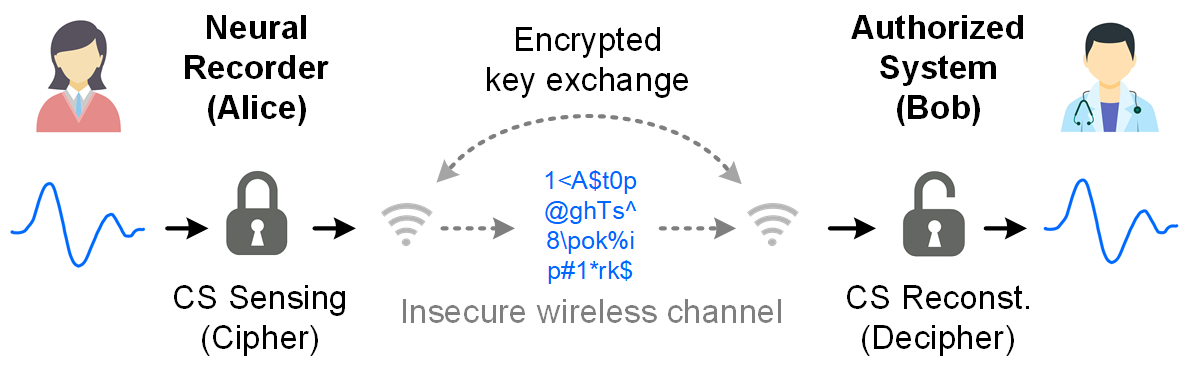 Neural
Recorder
(Alice)
Encrypted
key exchange
Authorized
System
(Bob)
1<A$t0p
@ghTs^
8\pok%i
p#1*rk$
CS Sensing
(Cipher)
Insecure wireless channel
CS Reconst.
(Decipher)